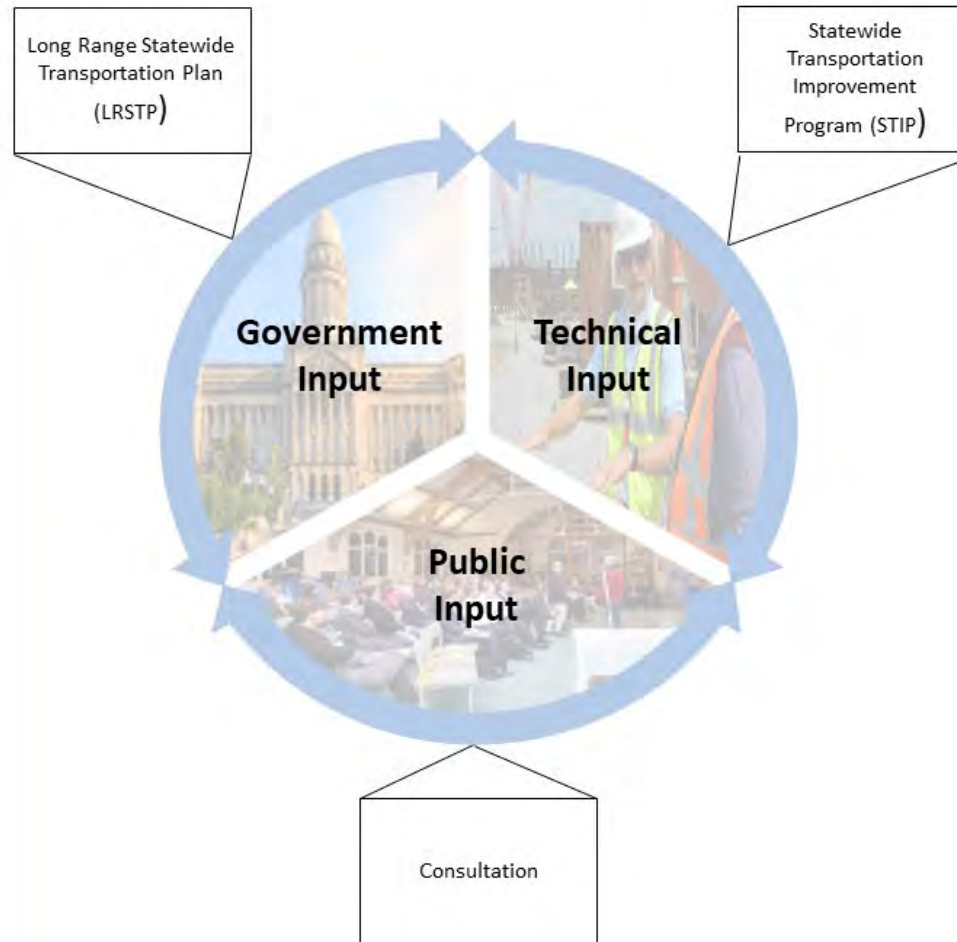 Long Range Statewide
Transportation Plan
(LRSTP)
Statewide
Transportation
Improvement
Program (STIP)
Government
Input
Technical
Input
Public
Input
Consultation